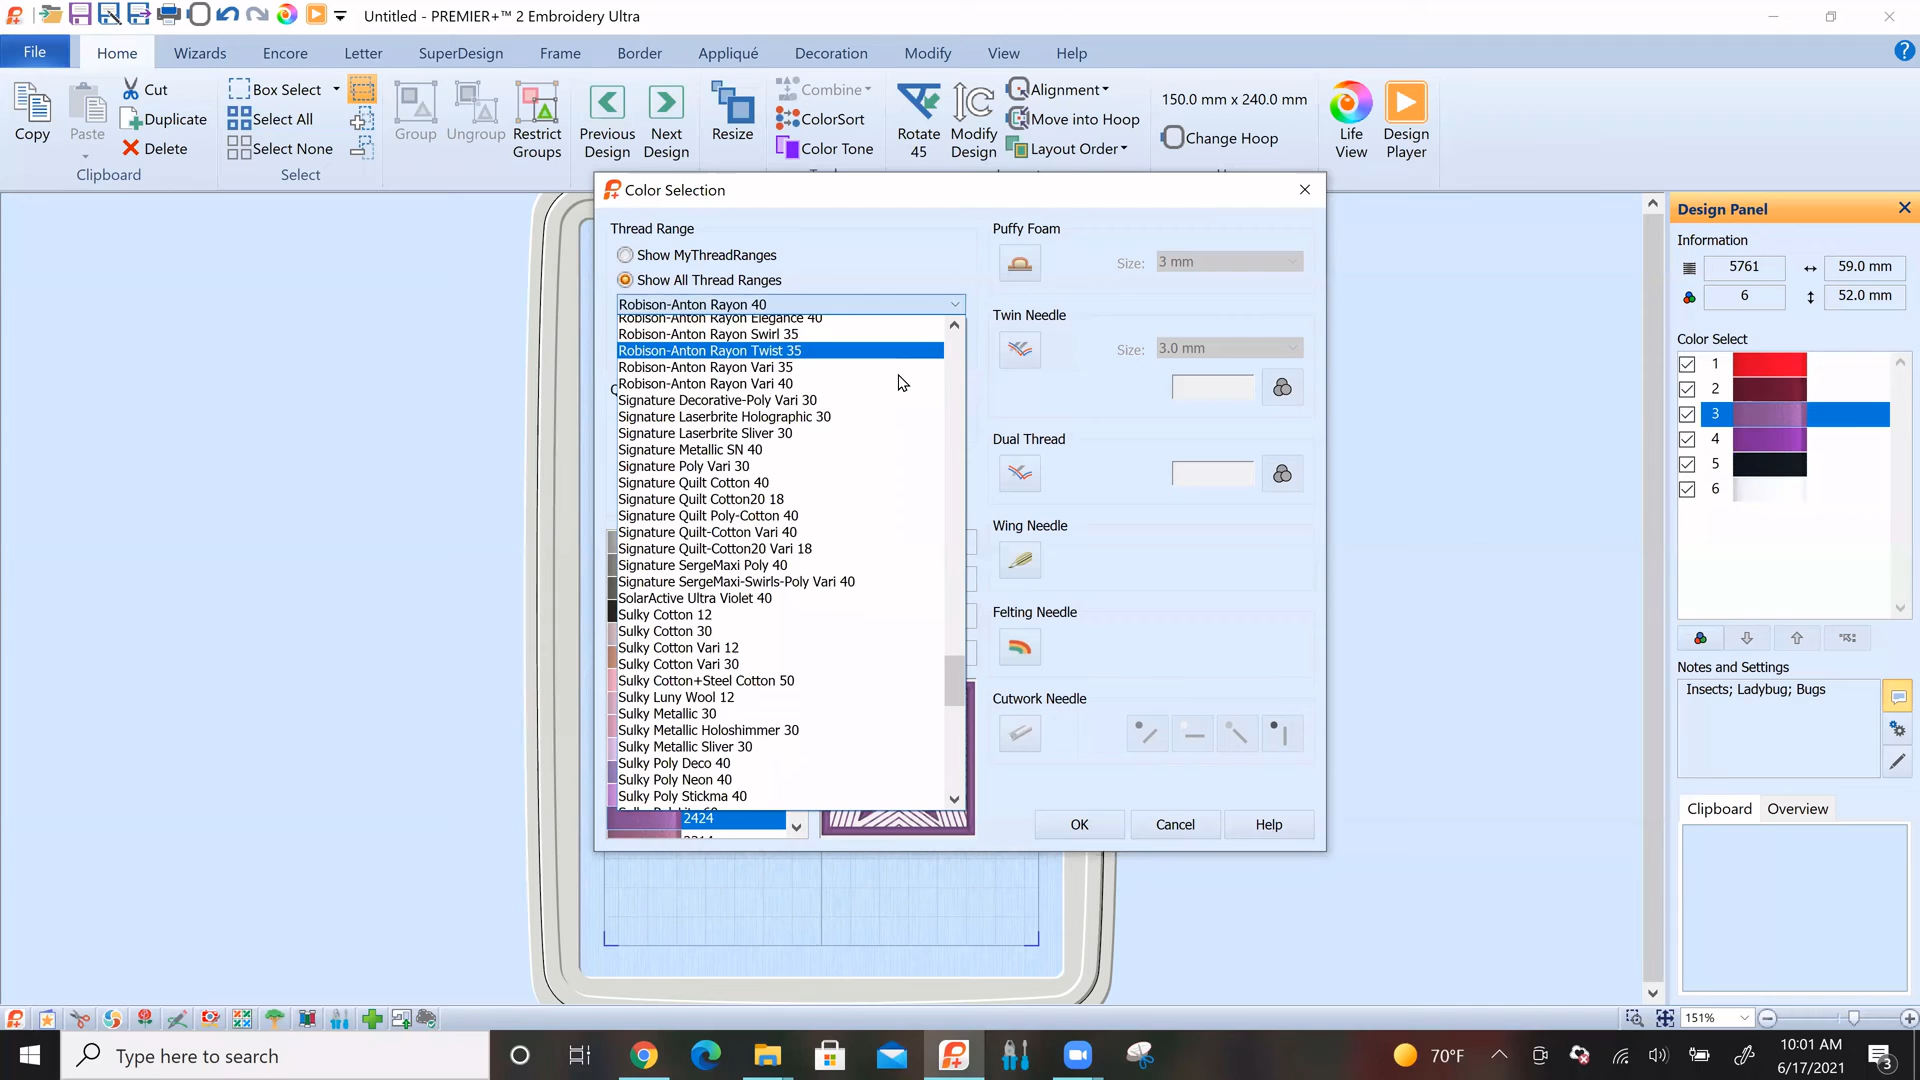 Untitled - PREMIER+™ 2 Embroidery Ultra
File
Home
Wizards
Encore
Letter
SuperDesign
Frame
Border
Appliqué
Decoration
Modify
View
Help
Copy
Paste
Cut
Duplicate
Delete
Clipboard
Box Select
Select All
Select None
Select
Group
Ungroup
Restrict Groups
Previous Design
Next Design
Resize
Combine
ColorSort
Color Tone
Rotate 45
Modify Design
Alignment
Move into Hoop
Layout Order
150.0 mm x 240.0 mm
Change Hoop
Life View
Design Player
Color Selection
Thread Range
Show MyThreadRanges
Show All Thread Ranges
Robison-Anton Rayon 40
Robison-Anton Rayon Elegance 40
Robison-Anton Rayon Swirl 35
Robison-Anton Rayon Twist 35
Robison-Anton Rayon Vari 35
Robison-Anton Rayon Vari 40
Signature Decorative-Poly Vari 30
Signature Laserbrite Holographic 30
Signature Laserbrite Sliver 30
Signature Metallic SN 40
Signature Poly Vari 30
Signature Quilt Cotton 40
Signature Quilt Cotton20 18
Signature Quilt Poly-Cotton 40
Signature Quilt-Cotton Vari 40
Signature Quilt-Cotton20 Vari 18
Signature SergeMaxi Poly 40
Signature SergeMaxi-Swirls-Poly Vari 40
SolarActive Ultra Violet 40
Sulky Cotton 12
Sulky Cotton 30
Sulky Cotton Vari 12
Sulky Cotton Vari 30
Sulky Cotton+Steel Cotton 50
Sulky Luny Wool 12
Sulky Metallic 30
Sulky Metallic Holoshimmer 30
Sulky Metallic Sliver 30
Sulky Poly Deco 40
Sulky Poly Neon 40
Sulky Poly Stickma 40
2424
Puffy Foam
Size:
3 mm
Twin Needle
Size:
3.0 mm
Dual Thread
Wing Needle
Felting Needle
Cutwork Needle
OK
Cancel
Help
Design Panel
Information
5761
59.0 mm
6
52.0 mm
Color Select
1
2
3
4
5
6
Notes and Settings
Insects; Ladybug; Bugs
Clipboard
Overview
151%
Type here to search
70°F
10:01 AM
6/17/2021
3